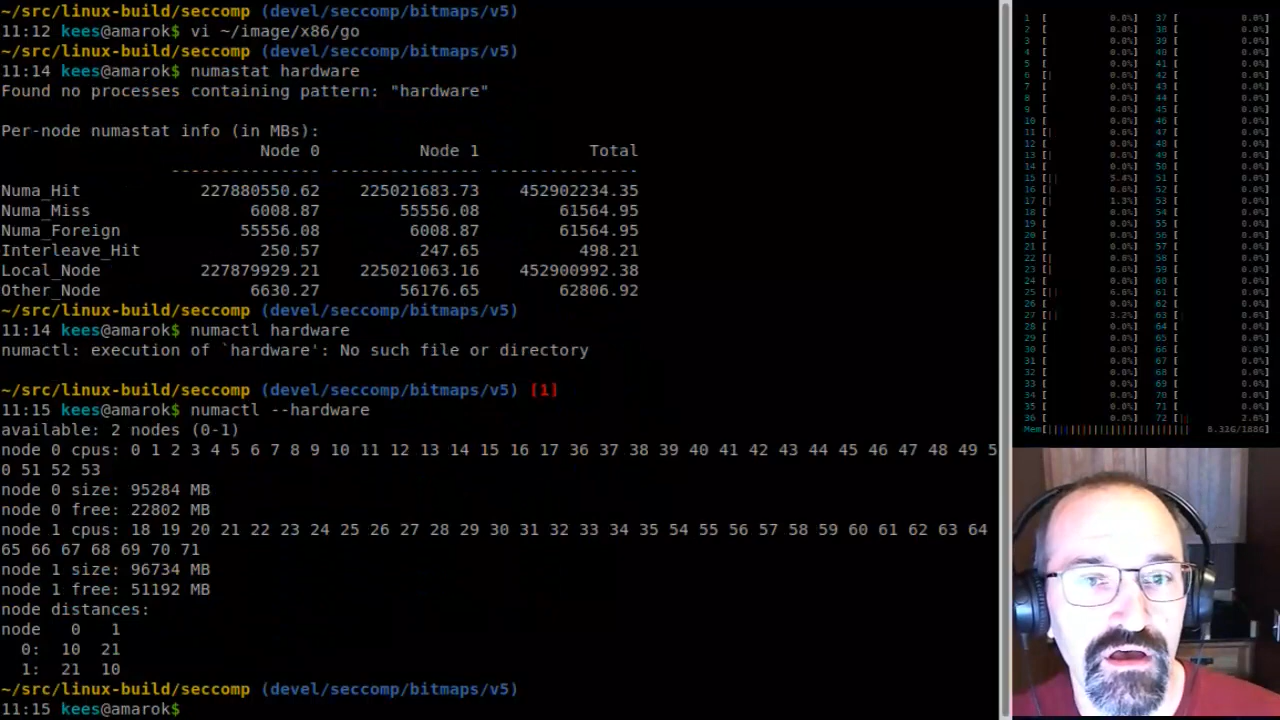 ~/src/linux-build/seccomp (devel/seccomp/bitmaps/v5)
11:12 kees@amarok$ vi ~/image/x86/go
~/src/linux-build/seccomp (devel/seccomp/bitmaps/v5)
11:14 kees@amarok$ numastat hardware
Found no processes containing pattern: "hardware"
Per-node numastat info (in MBs):
Node 0 Node 1 Total
--------------- --------------- ---------------
Numa_Hit 227880550.62 225021683.73 452902234.35
Numa_Miss 6008.87 55556.08 61564.95
Numa_Foreign 55556.08 6008.87 61564.95
Interleave_Hit 250.57 247.65 498.21
Local_Node 227879929.21 225021063.16 452900992.38
Other_Node 6630.27 56176.65 62806.92
~/src/linux-build/seccomp (devel/seccomp/bitmaps/v5)
11:14 kees@amarok$ numactl hardware
numactl: execution of `hardware': No such file or directory
~/src/linux-build/seccomp (devel/seccomp/bitmaps/v5) [1]
11:15 kees@amarok$ numactl --hardware
available: 2 nodes (0-1)
node 0 cpus: 0 1 2 3 4 5 6 7 8 9 10 11 12 13 14 15 16 17 36 37 38 39 40 41 42 43 44 45 46 47 48 49 5
0 51 52 53
node 0 size: 95284 MB
node 0 free: 22802 MB
node 1 cpus: 18 19 20 21 22 23 24 25 26 27 28 29 30 31 32 33 34 35 54 55 56 57 58 59 60 61 62 63 64
65 66 67 68 69 70 71
node 1 size: 96734 MB
node 1 free: 51192 MB
node distances:
node 0 1
0: 10 21
1: 21 10
~/src/linux-build/seccomp (devel/seccomp/bitmaps/v5)
11:15 kees@amarok$
Mem[ 8.31G/188G]